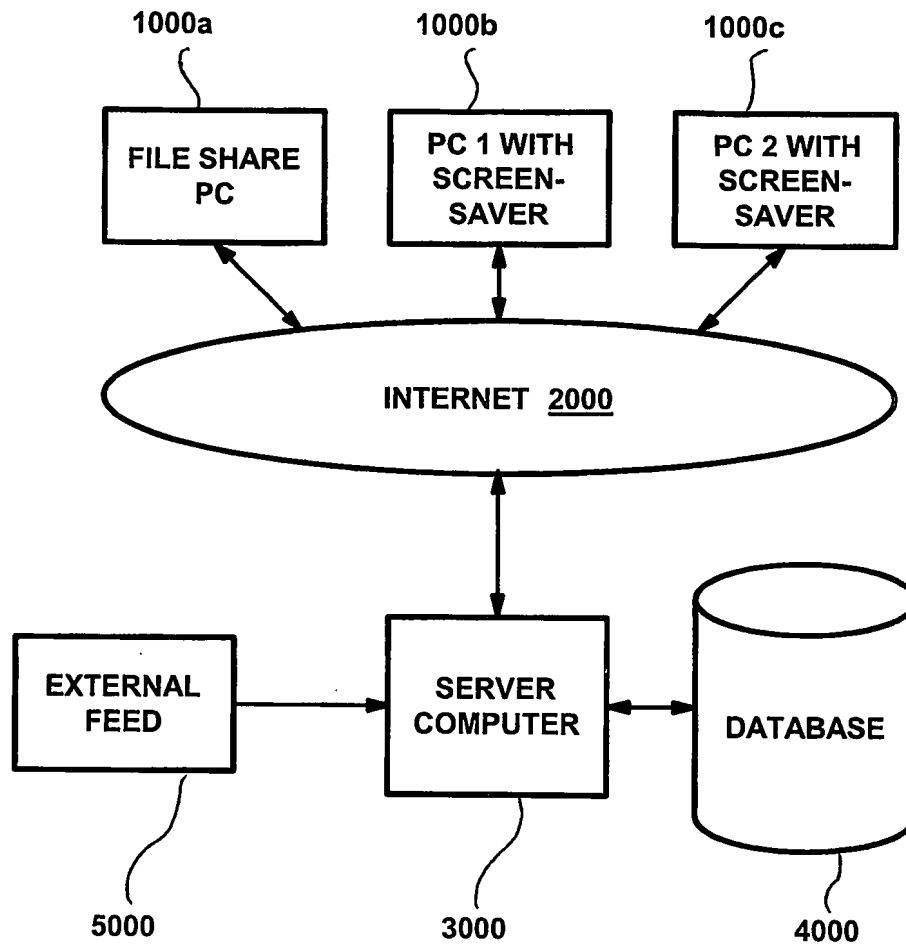 1000a
1000b
1000c
FILE SHARE
PC
PC 1 WITH
SCREEN-
SAVER
PC 2 WITH
SCREEN-
SAVER
INTERNET 2000
EXTERNAL
FEED
SERVER
COMPUTER
DATABASE
5000
3000
4000